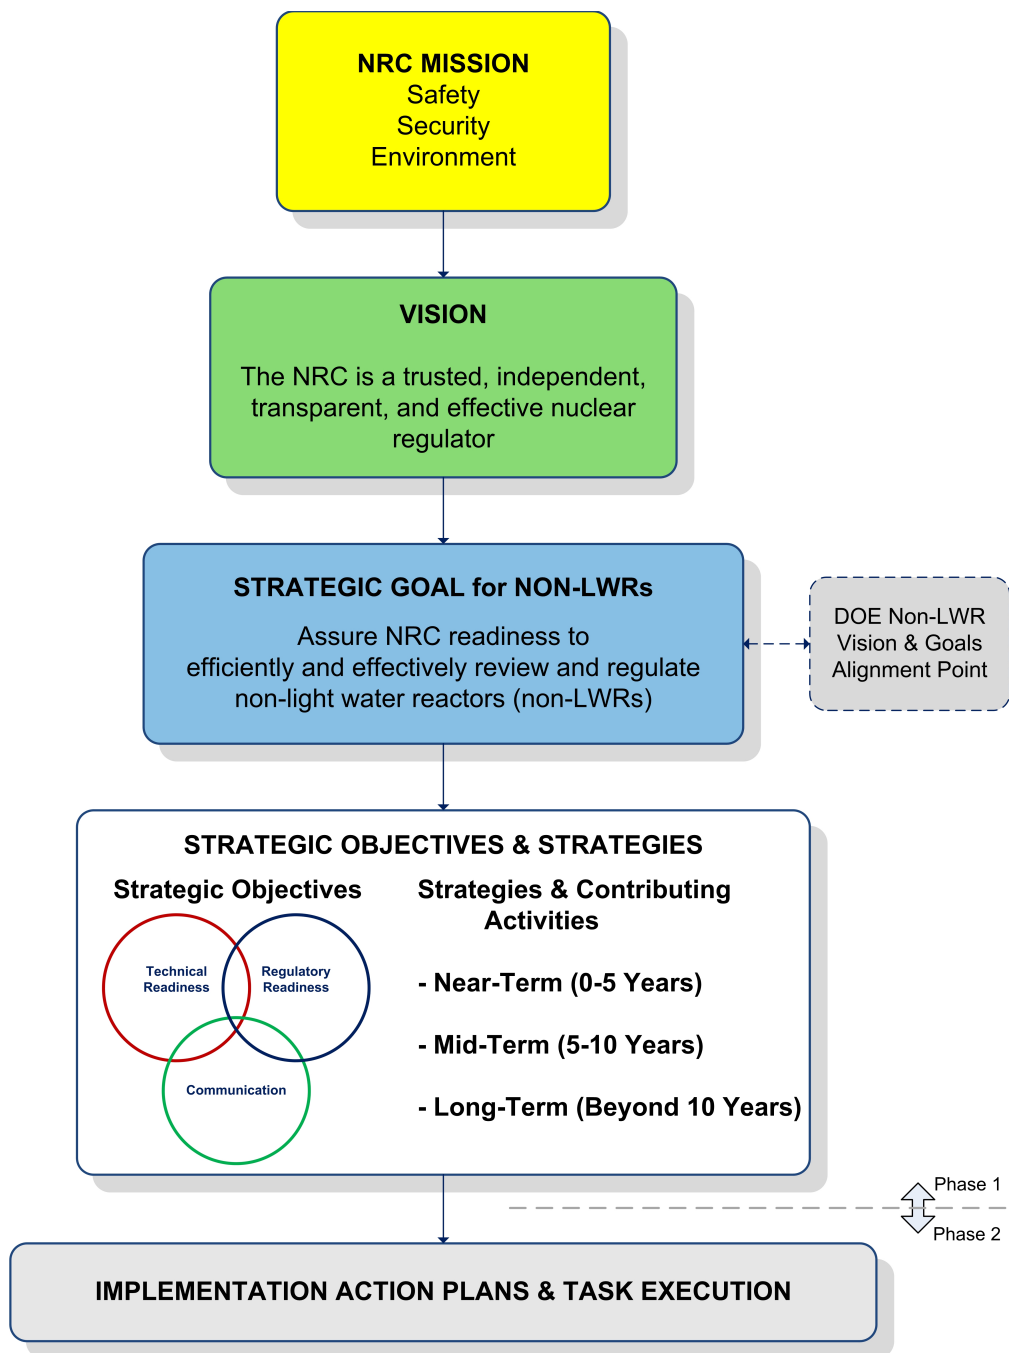 NRC MISSION
Safety
Security
Environment
VISION
The NRC is a trusted, independent,
transparent, and effective nuclear
regulator
STRATEGIC GOAL for NON-LWRs
Assure NRC readiness to
efficiently and effectively review and regulate
non-light water reactors (non-LWRs)
DOE Non-LWR
Vision & Goals
Alignment Point
STRATEGIC OBJECTIVES & STRATEGIES
Strategic Objectives
Technical
Readiness
Regulatory
Readiness
Communication
Strategies & Contributing
Activities
- Near-Term (0-5 Years)
- Mid-Term (5-10 Years)
- Long-Term (Beyond 10 Years)
Phase 1
Phase 2
IMPLEMENTATION ACTION PLANS & TASK EXECUTION